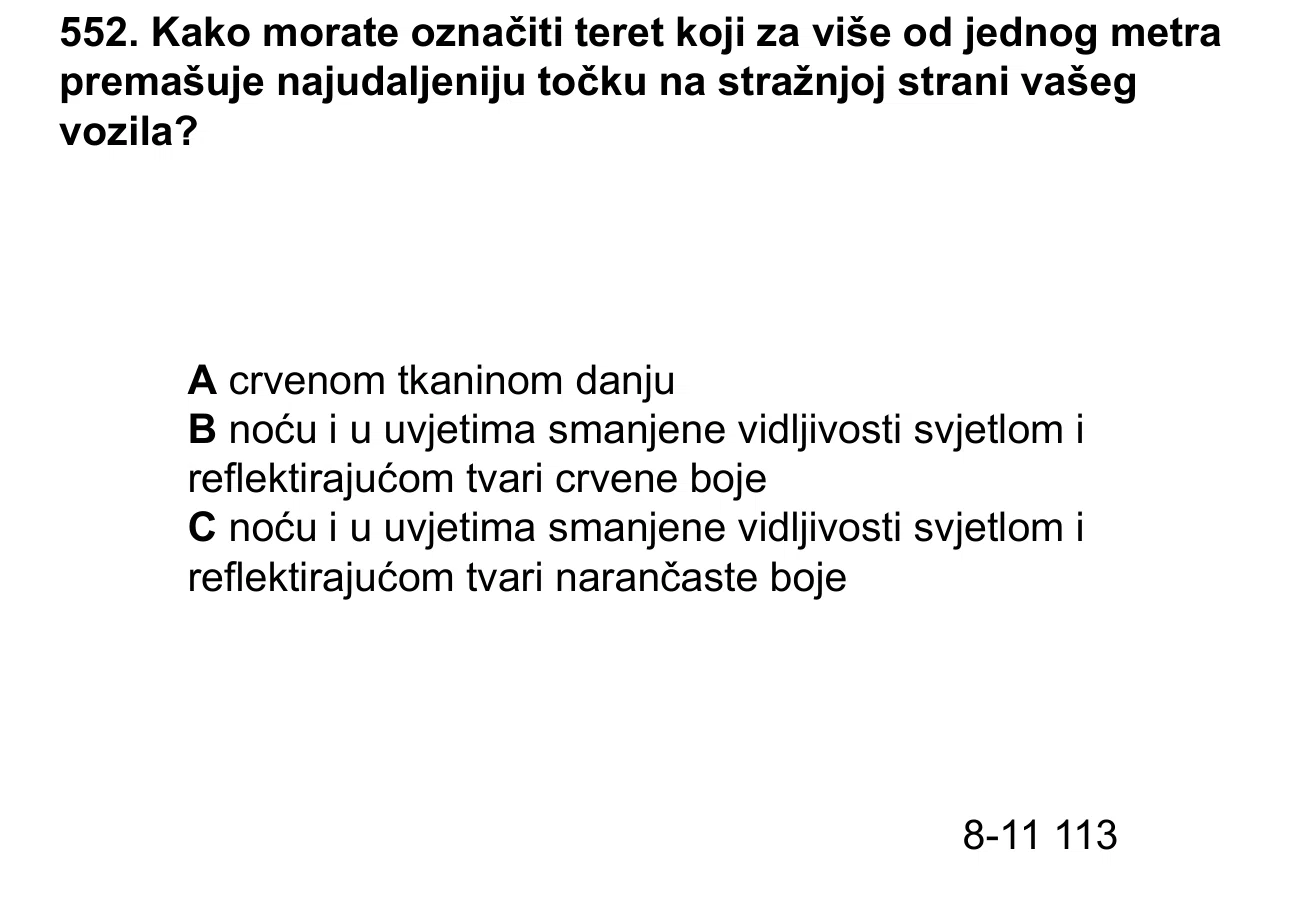 552. Kako morate označiti teret koji za više od jednog metra
premašuje najudaljeniju točku na stražnjoj strani vašeg
vozila?
A crvenom tkaninom danju
B noću i u uvjetima smanjene vidljivosti svjetlom i
reflektirajućom tvari crvene boje
C noću i u uvjetima smanjene vidljivosti svjetlom i
reflektirajućom tvari narančaste boje
8-11 113